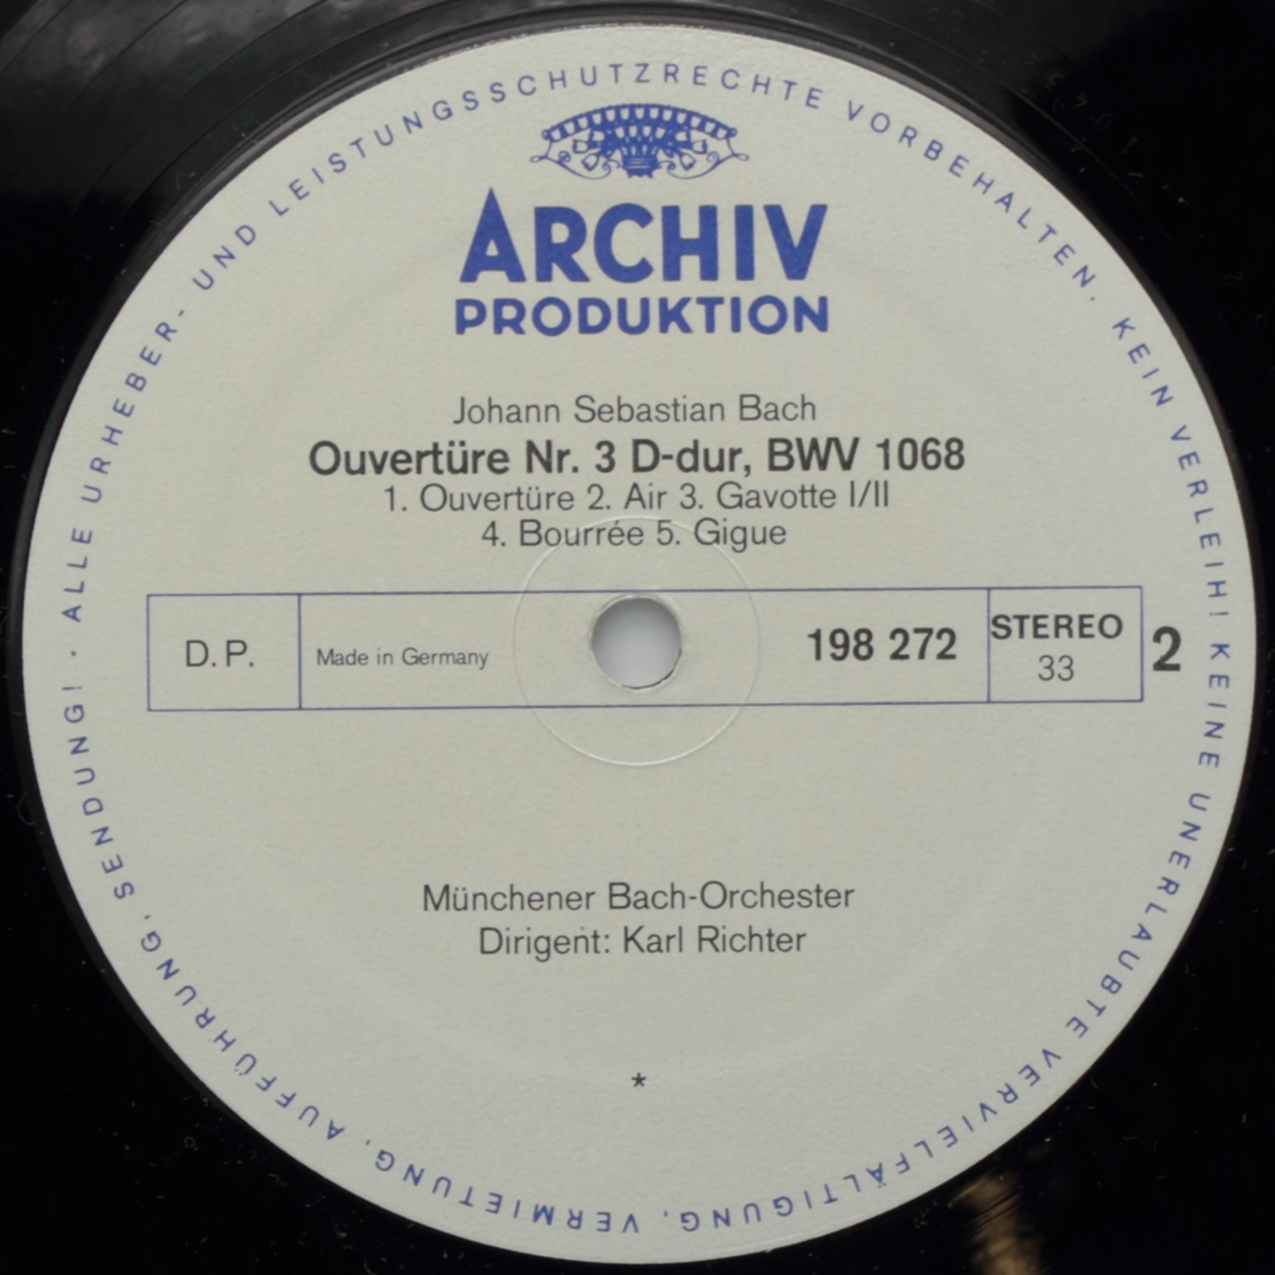 ALLE URHEBER- UND LEISTUNGSSCHUTZRECHTE VORBEHALTEN. KEIN VERLEIH! KEINE UNERLAUBTE VERVIELFÄLTIGUNG, VERMIETUNG, AUFFÜHRUNG, SENDUNG! ·
ARCHIV
PRODUKTION
Johann Sebastian Bach
Ouvertüre Nr. 3 D-dur, BWV 1068
1. Ouvertüre 2. Air 3. Gavotte I/II
4. Bourrée 5. Gigue
D.P. Made in Germany 198 272 STEREO 2
33
Münchener Bach-Orchester
Dirigent: Karl Richter
*